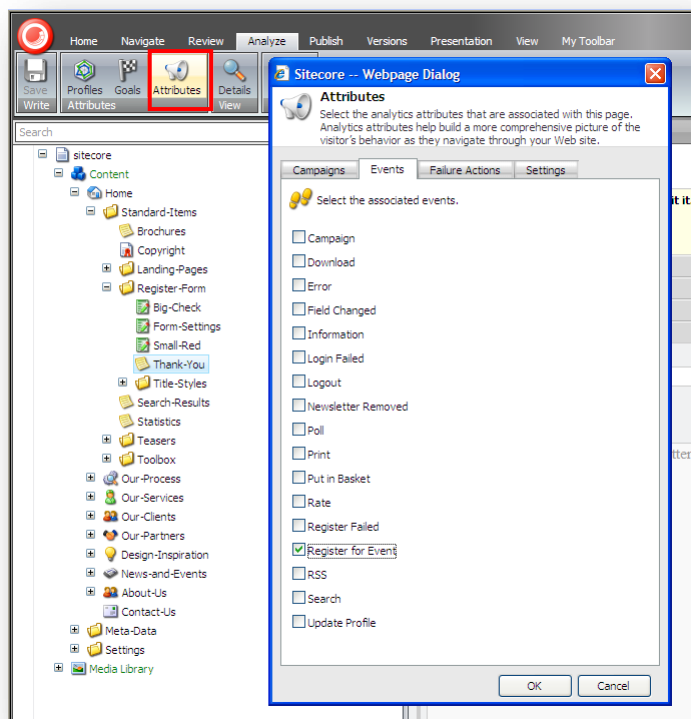 Home Navigate Review Analyze Publish Versions Presentation View My Toolbar
Save Profiles Goals Attributes Details
Write Attributes View
Search
sitecore
Content
Home
Standard-Items
Brochures
Copyright
Landing-Pages
Register-Form
Big-Check
Form-Settings
Small-Red
Thank-You
Title-Styles
Search-Results
Statistics
Teasers
Toolbox
Our-Process
Our-Services
Our-Clients
Our-Partners
Design-Inspiration
News-and-Events
About-Us
Contact-Us
Meta-Data
Settings
Media Library
Sitecore -- Webpage Dialog
Attributes
Select the analytics attributes that are associated with this page.
Analytics attributes help build a more comprehensive picture of the
visitor's behavior as they navigate through your Web site.
Campaigns Events Failure Actions Settings
Select the associated events.
Campaign
Download
Error
Field Changed
Information
Login Failed
Logout
Newsletter Removed
Poll
Print
Put in Basket
Rate
Register Failed
Register for Event
RSS
Search
Update Profile
OK Cancel
it it